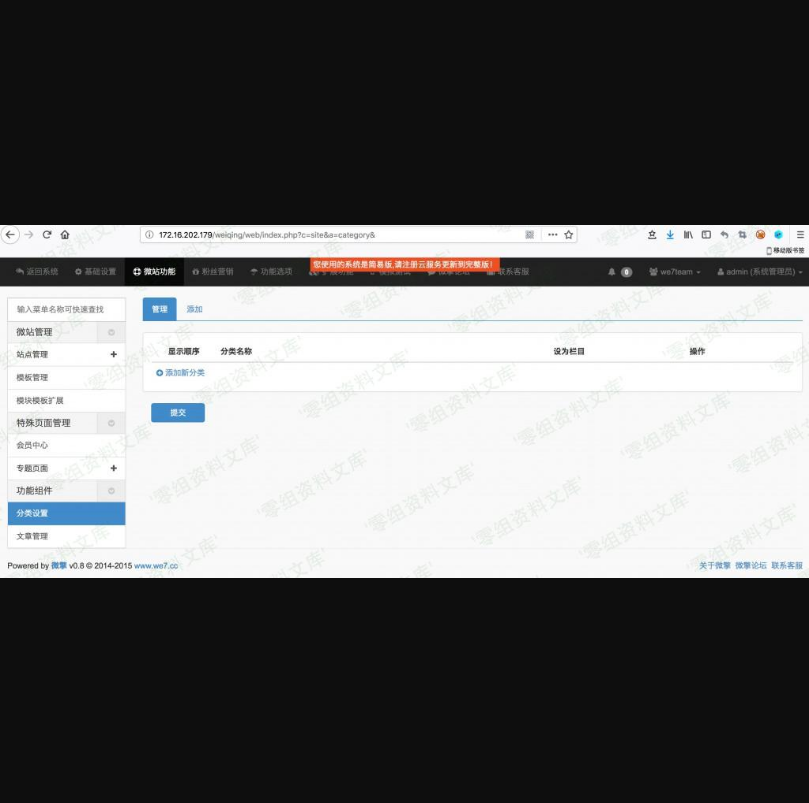 172.16.202.179/weiqing/web/index.php?c=site&a=category&
移动版书签
返回系统 基础设置 微站功能 粉丝营销 功能选项 您使用的系统是简易版,请注册云服务更新到完整版! 联系客服 0 we7team admin (系统管理员)
输入菜单名称可快速查找
管理 添加
微站管理
站点管理
显示顺序 分类名称 设为栏目 操作
添加新分类
模板管理
模块模板扩展
提交
特殊页面管理
会员中心
专题页面
功能组件
分类设置
文章管理
Powered by 微擎 v0.8 © 2014-2015 www.we7.cc
关于微擎 微擎论坛 联系客服
零组资料文库